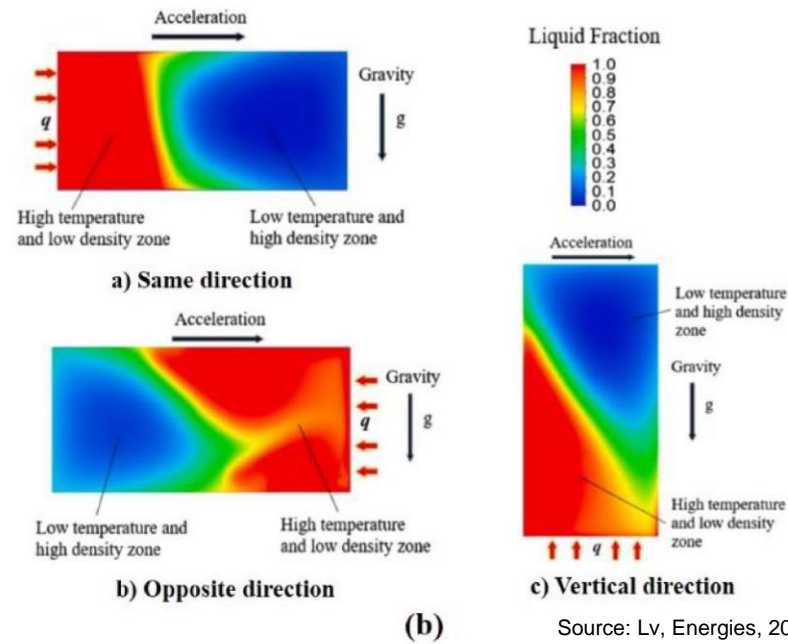 Acceleration
Gravity
g
q
High temperature
and low density zone
Low temperature and
high density zone
a) Same direction
Acceleration
Gravity
q
g
Low temperature and
high density zone
High temperature
and low density zone
b) Opposite direction
Liquid Fraction
1.0
0.9
0.8
0.7
0.6
0.5
0.4
0.3
0.2
0.1
0.0
Acceleration
Low temperature
and high density
zone
Gravity
g
High temperature
and low density
zone
q
c) Vertical direction
(b)
Source: Lv, Energies, 20